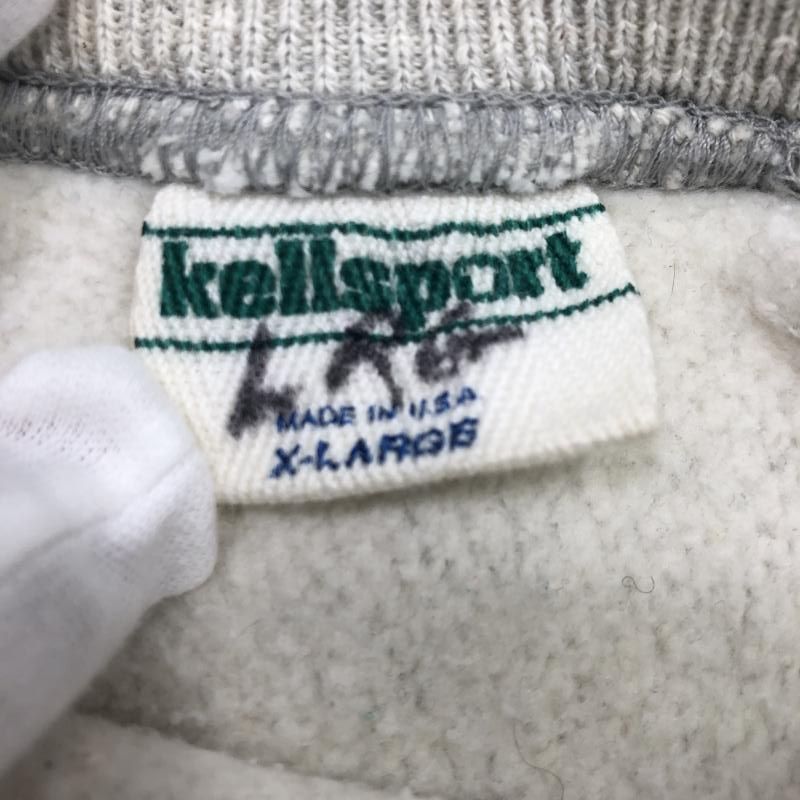 kellsport
MADE IN U.S.A
X-LARGE